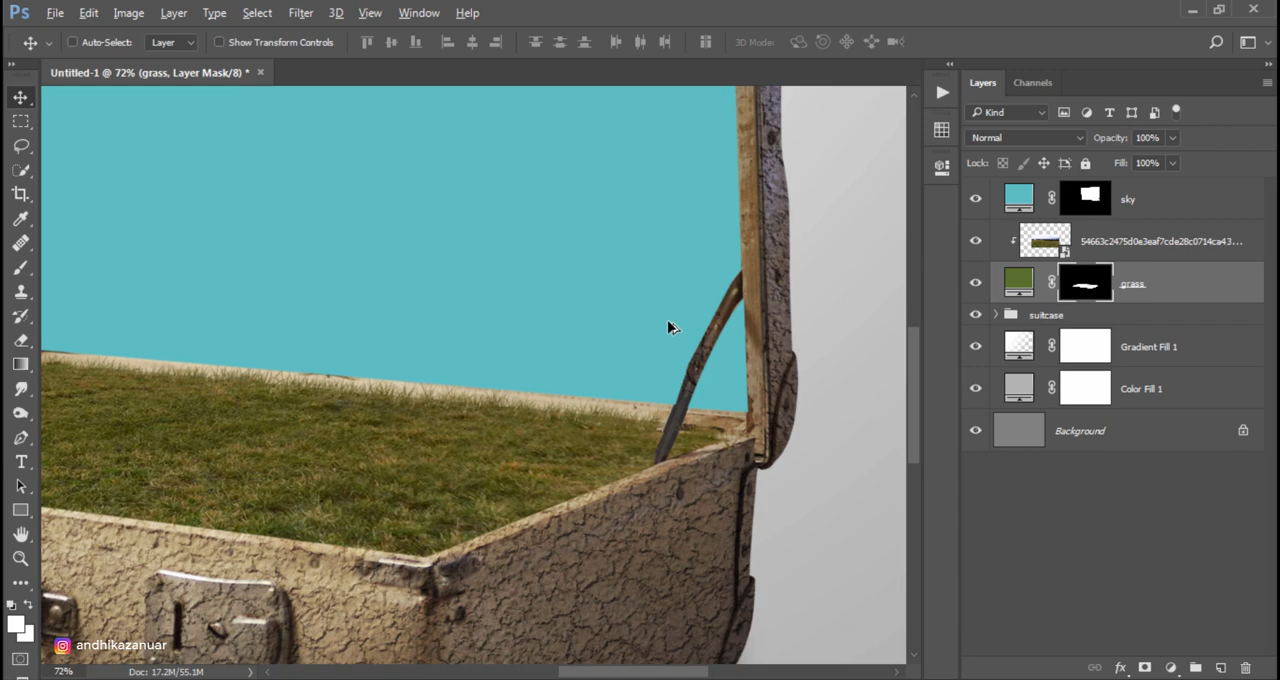 Ps File Edit Image Layer Type Select Filter 3D View Window Help
Auto-Select: Layer Show Transform Controls 3D Mode:
Untitled-1 @ 72% (grass, Layer Mask/8) * ×
Layers Channels
Kind
Normal Opacity: 100%
Lock: Fill: 100%
sky
54663c2475d0e3eaf7cde28c0714ca43...
grass
suitcase
Gradient Fill 1
Color Fill 1
Background
andhikazanuar
72% Doc: 17.2M/55.1M